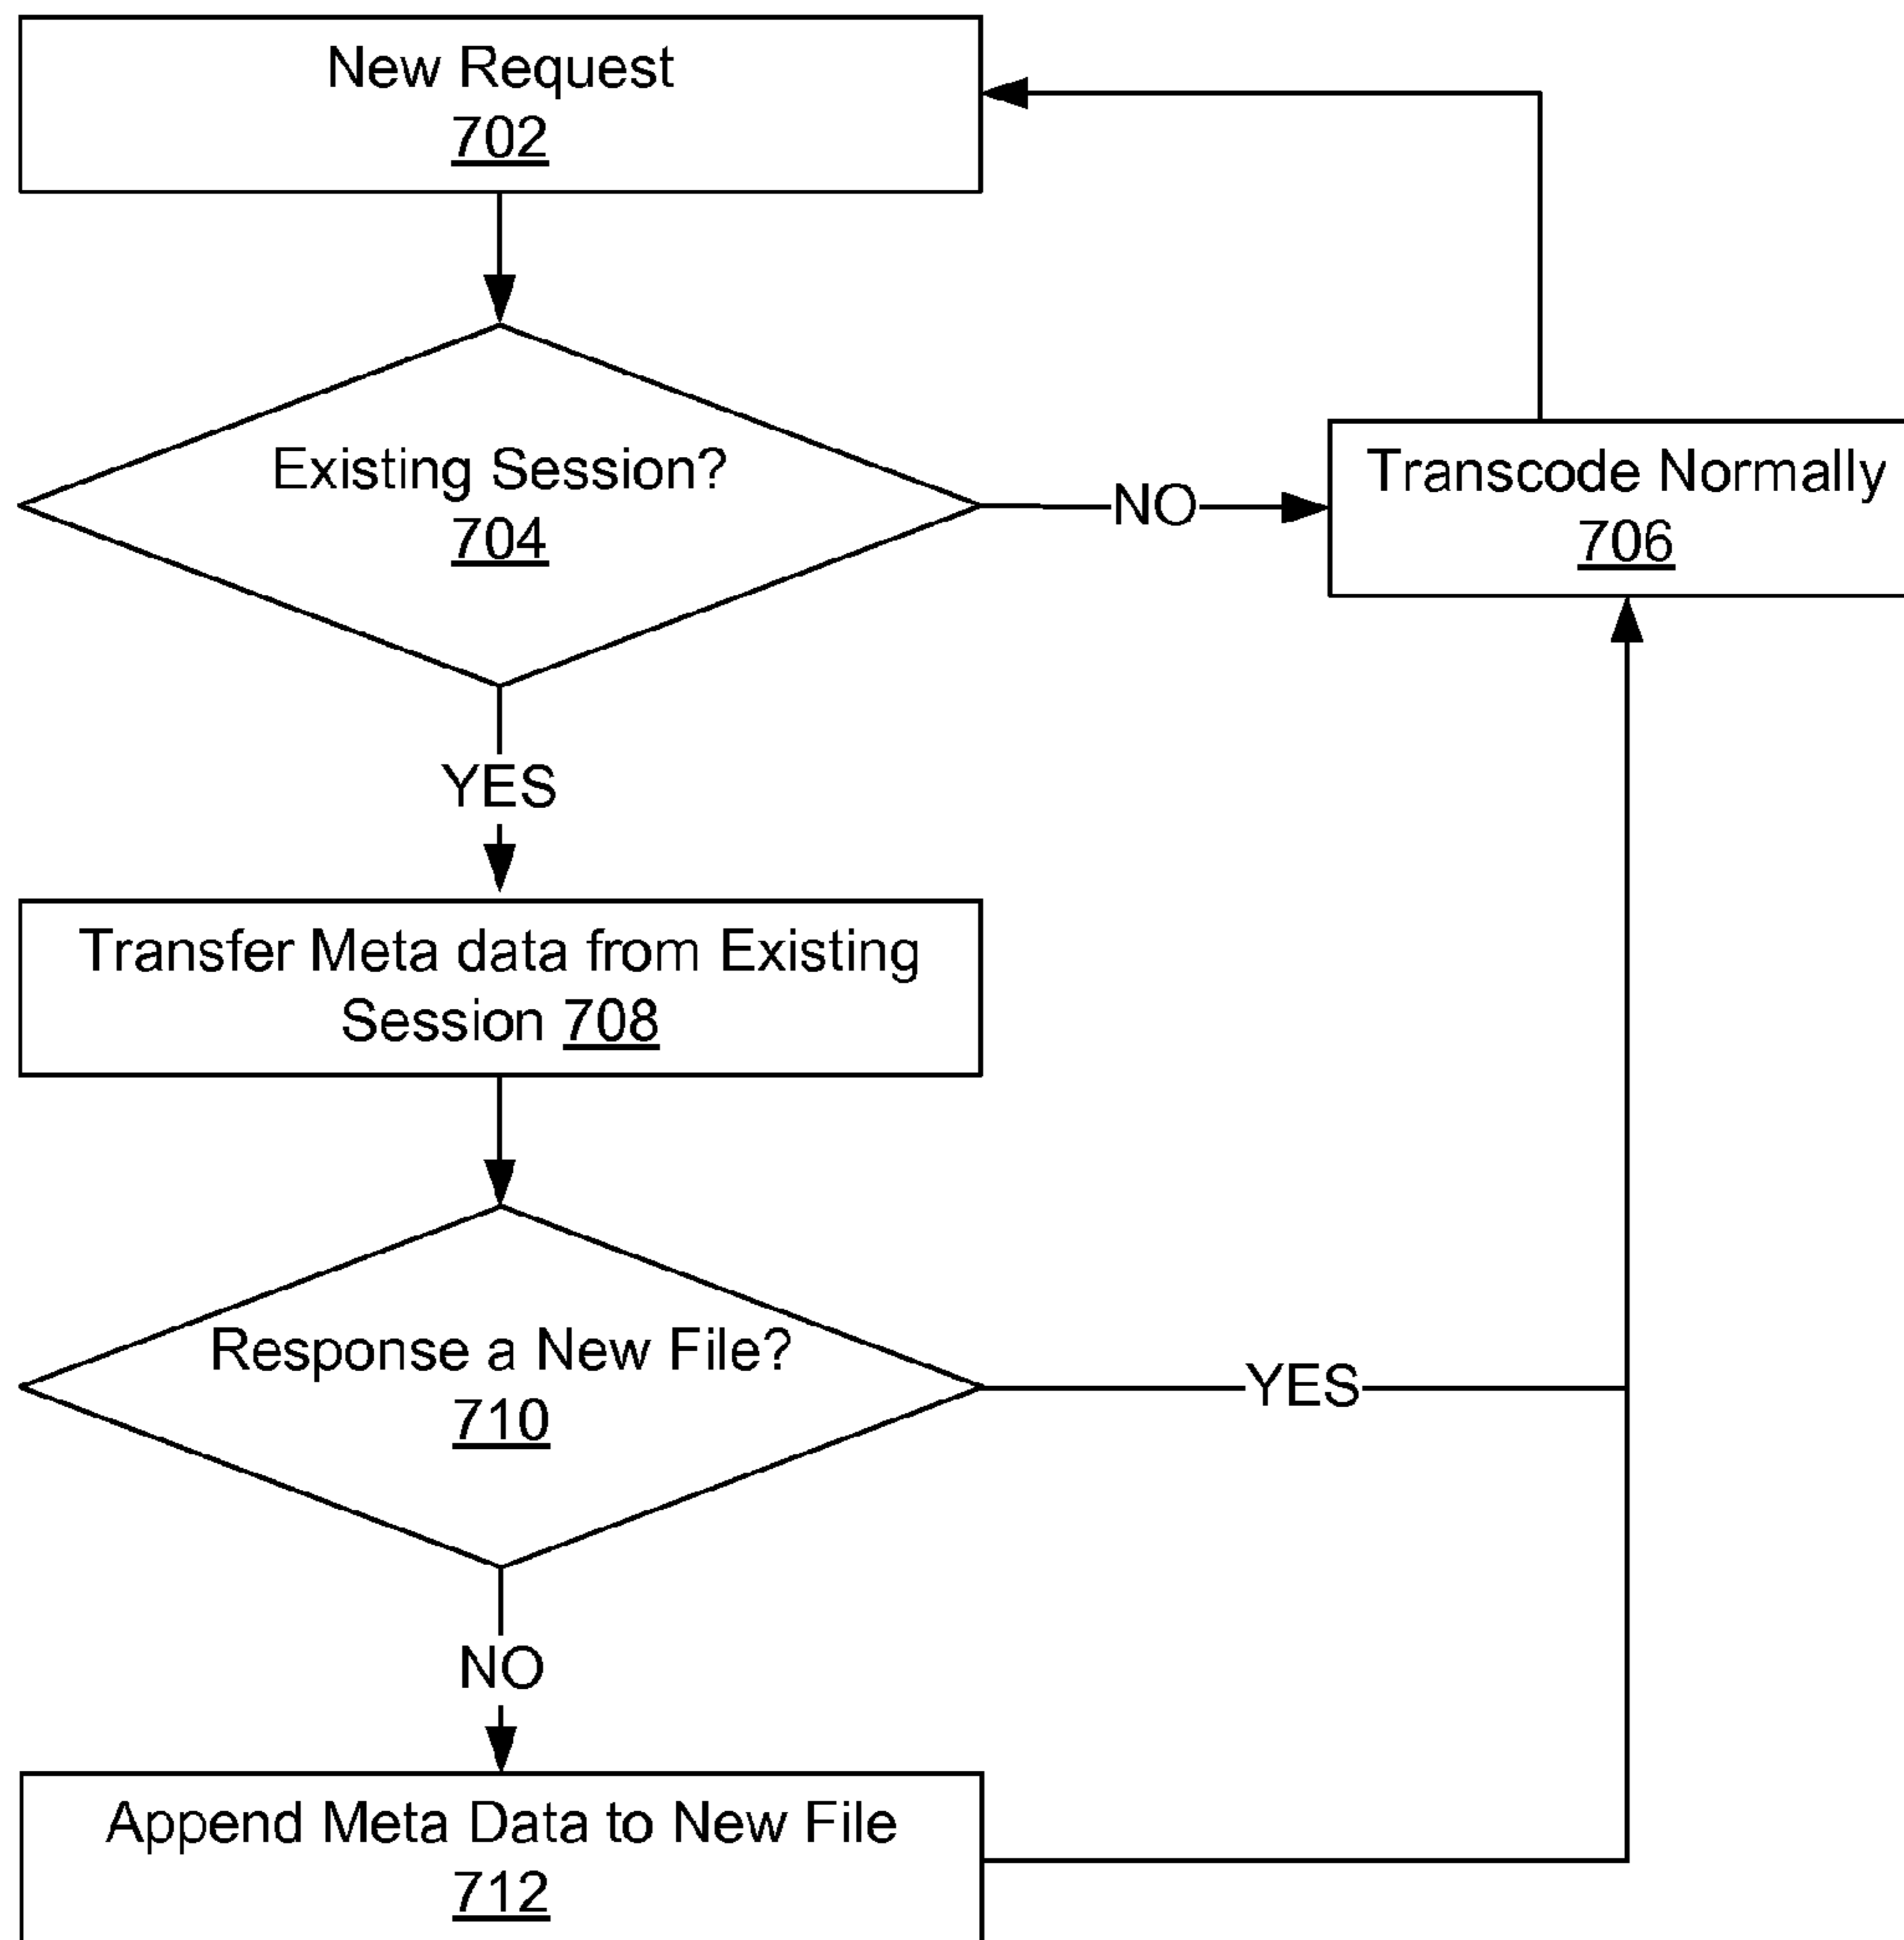 New Request
702
Existing Session?
704
NO
Transcode Normally
706
YES
Transfer Meta data from Existing
Session 708
Response a New File?
710
YES
NO
Append Meta Data to New File
712